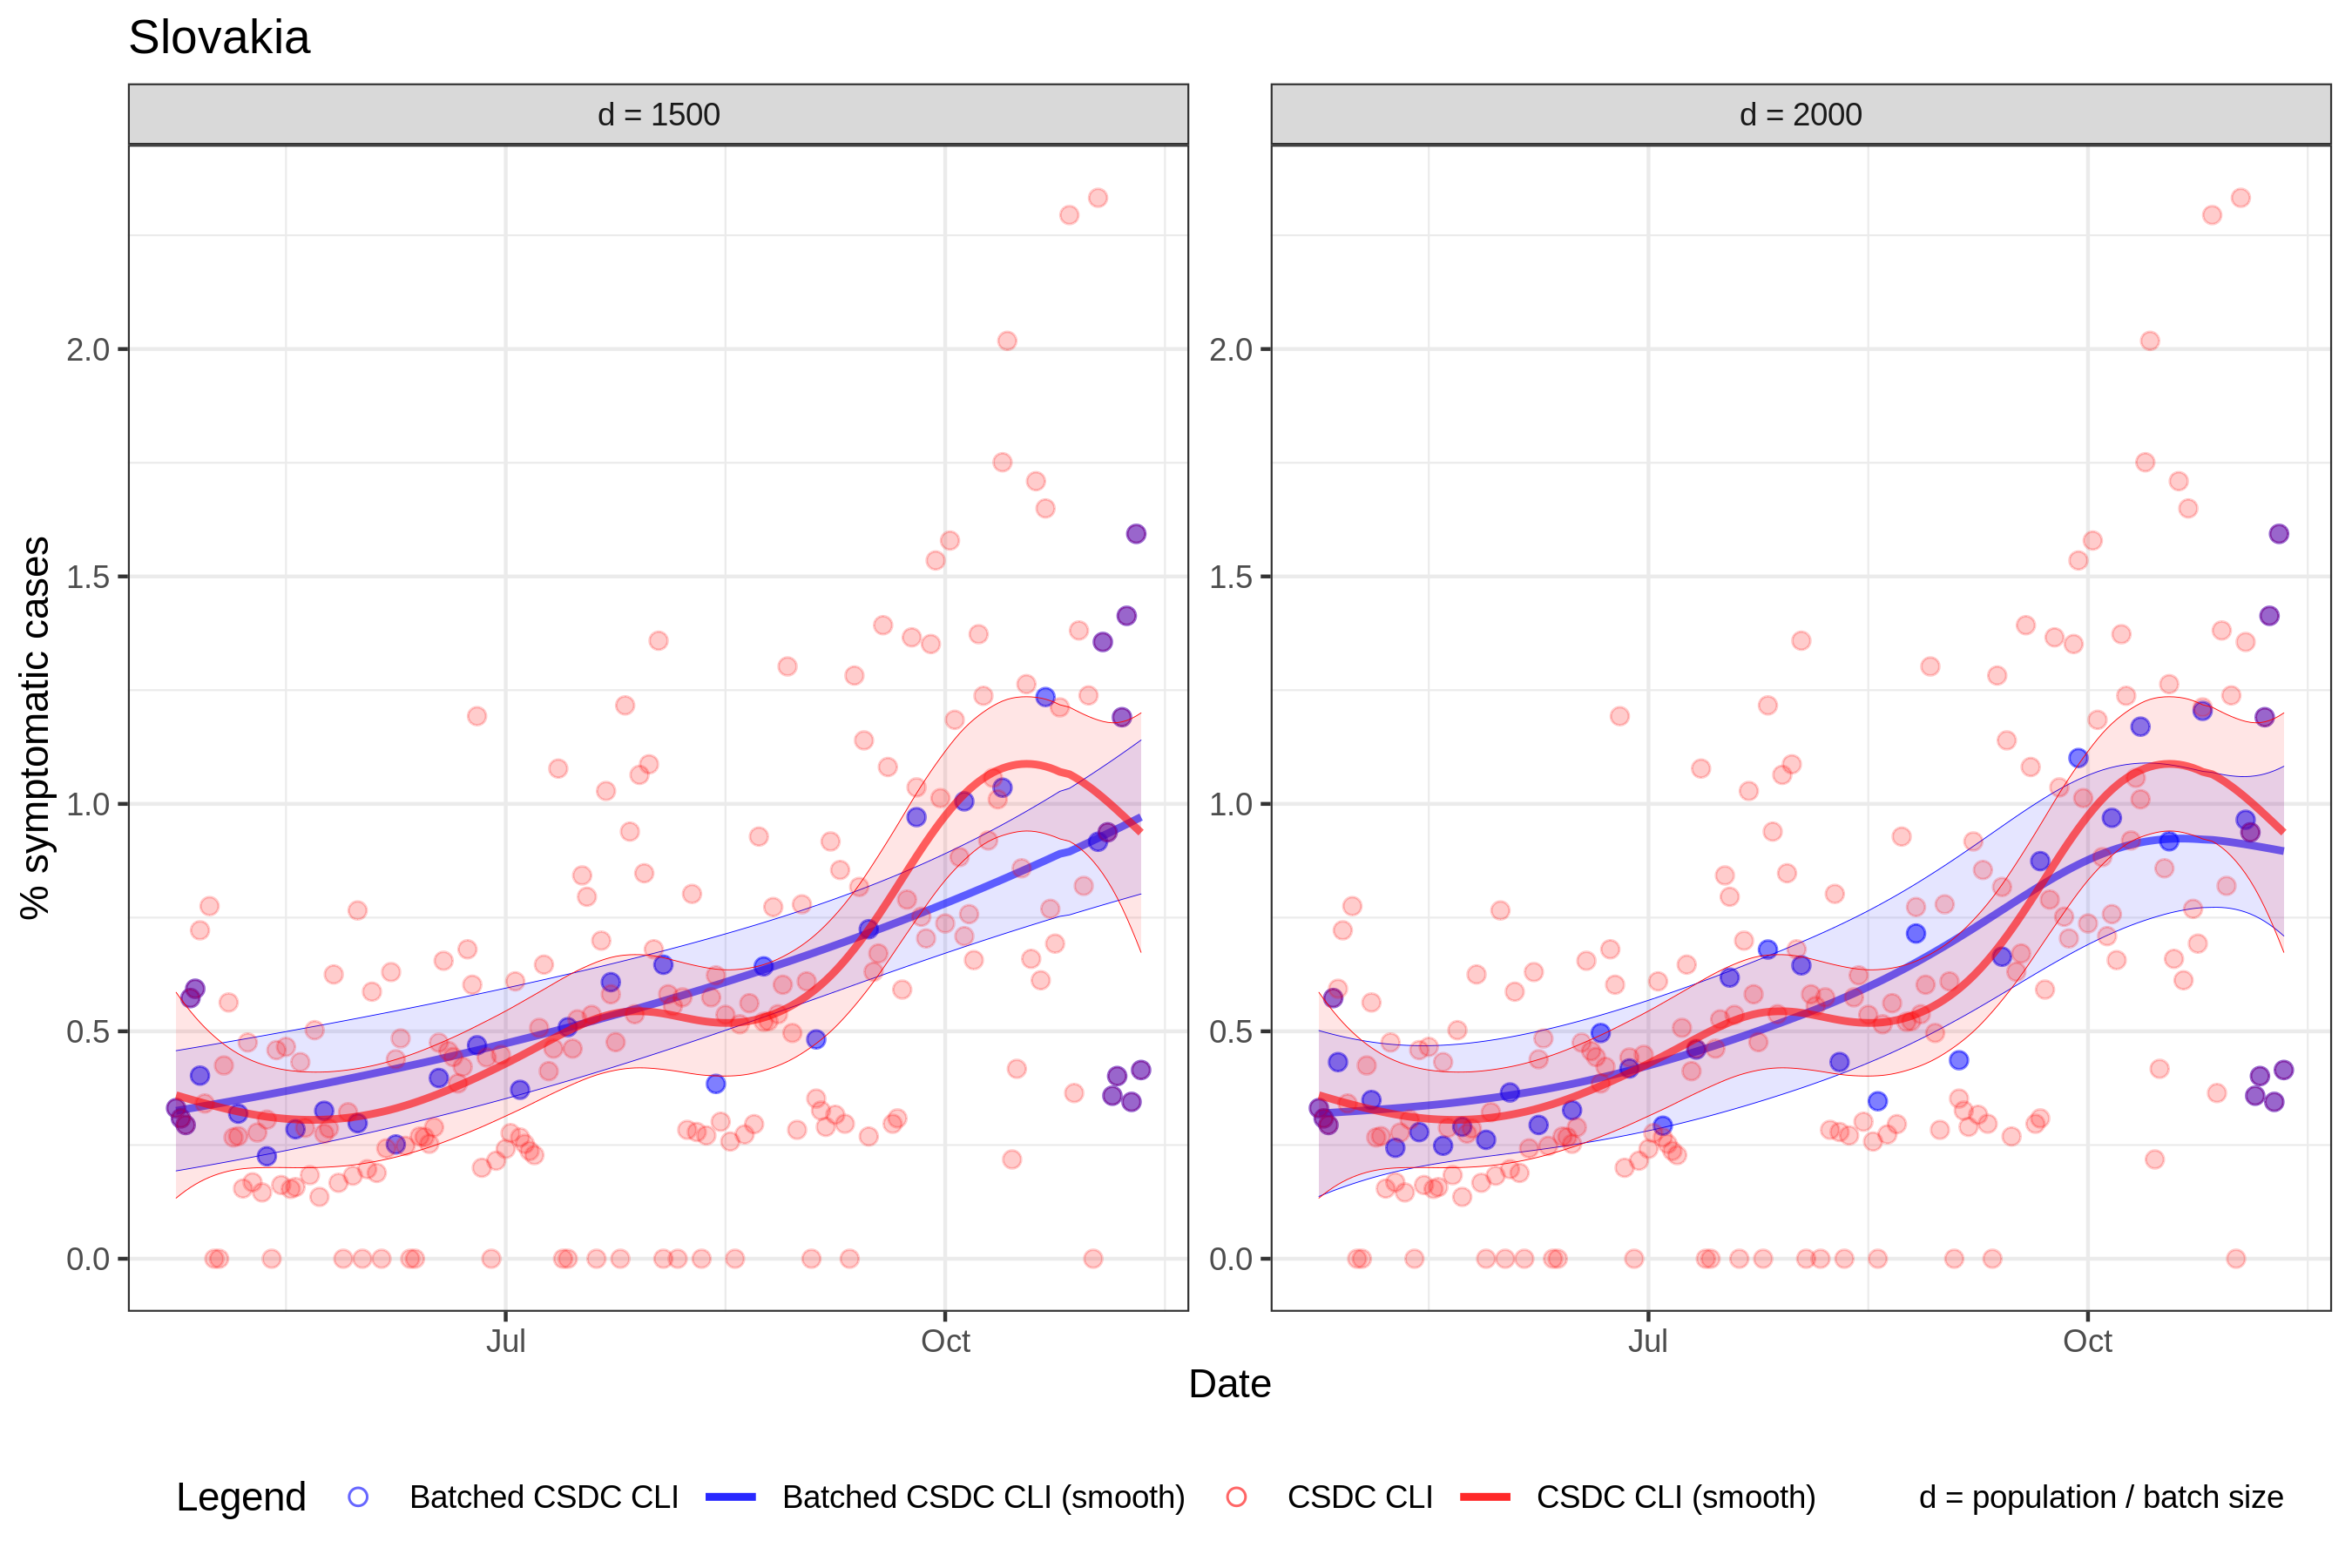 Slovakia
d = 1500
d = 2000
% symptomatic cases
2.0
1.5
1.0
0.5
0.0
2.0
1.5
1.0
0.5
0.0
Jul
Oct
Jul
Oct
Date
Legend Batched CSDC CLI Batched CSDC CLI (smooth) CSDC CLI CSDC CLI (smooth) d = population / batch size